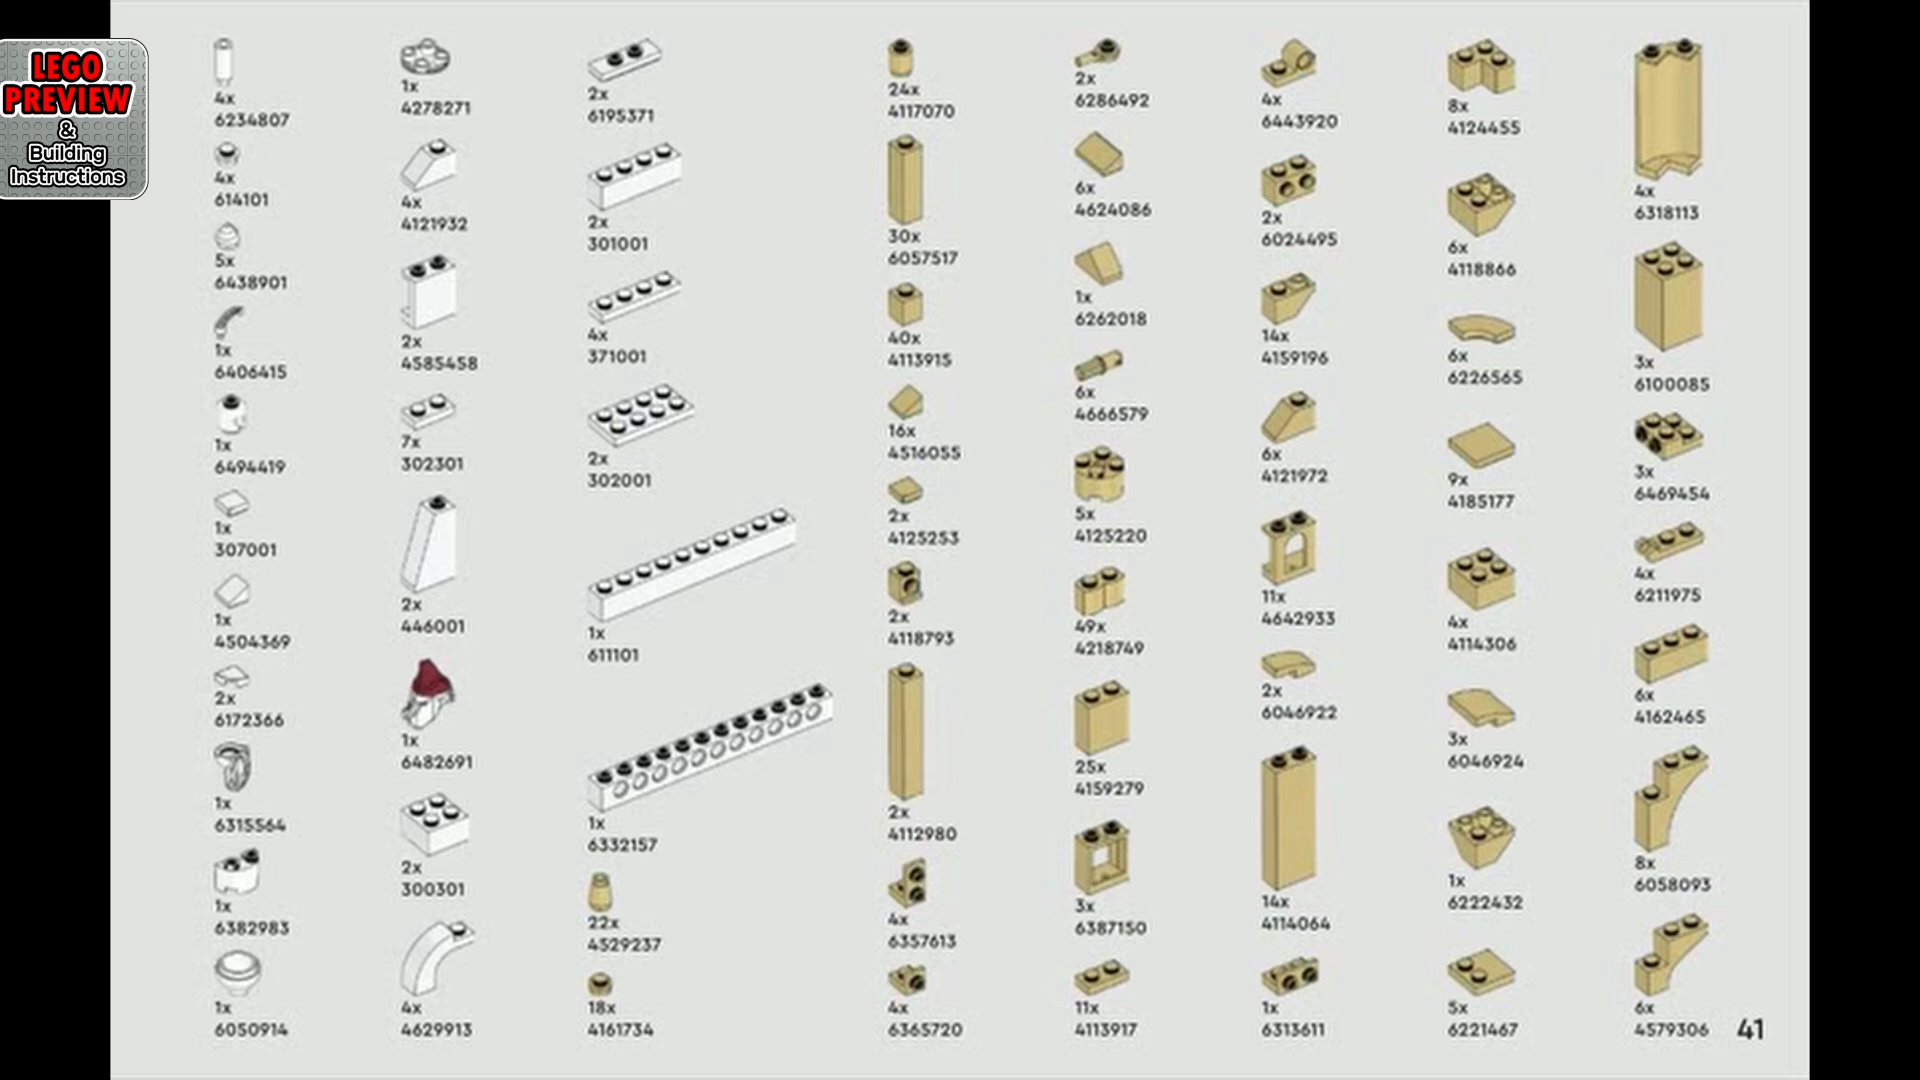 LEGO
PREVIEW
&
Building
Instructions
4x
6234807
4x
614101
5x
6438901
1x
6406415
1x
6494419
1x
307001
1x
4504369
2x
6172366
1x
6315564
1x
6382983
1x
6050914
1x
4278271
4x
4121932
2x
4585458
7x
302301
2x
446001
1x
6482691
2x
300301
4x
4629913
2x
6195371
2x
301001
4x
371001
2x
302001
1x
611101
1x
6332157
22x
4529237
18x
4161734
24x
4117070
30x
6057517
40x
4113915
16x
4516055
2x
4125253
2x
4118793
2x
4112980
4x
6357613
4x
6365720
2x
6286492
6x
4624086
1x
6262018
6x
4666579
5x
4125220
49x
4218749
25x
4159279
3x
6387150
11x
4113917
4x
6443920
2x
6024495
14x
4159196
6x
4121972
11x
4642933
2x
6046922
14x
4114064
1x
6313611
8x
4124455
6x
4118866
6x
6226565
9x
4185177
4x
4114306
3x
6046924
1x
6222432
5x
6221467
4x
6318113
3x
6100085
3x
6469454
4x
6211975
6x
4162465
8x
6058093
6x
4579306
41